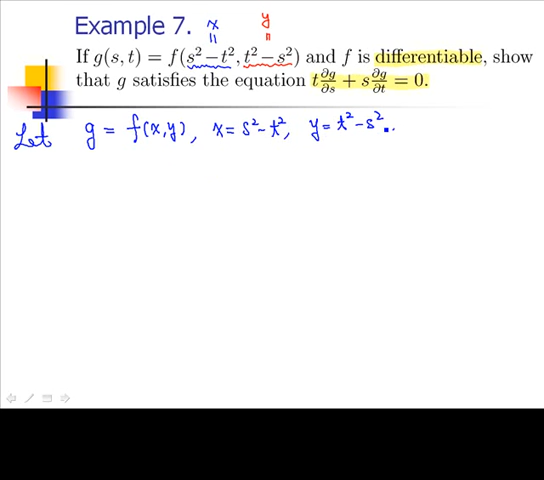 Example 7.
x y
|| ||
If g(s, t) = f(s² − t², t² − s²) and f is differentiable, show
that g satisfies the equation t ∂g/∂s + s ∂g/∂t = 0.
Let g = f(x,y), x = s² − t², y = t² − s².